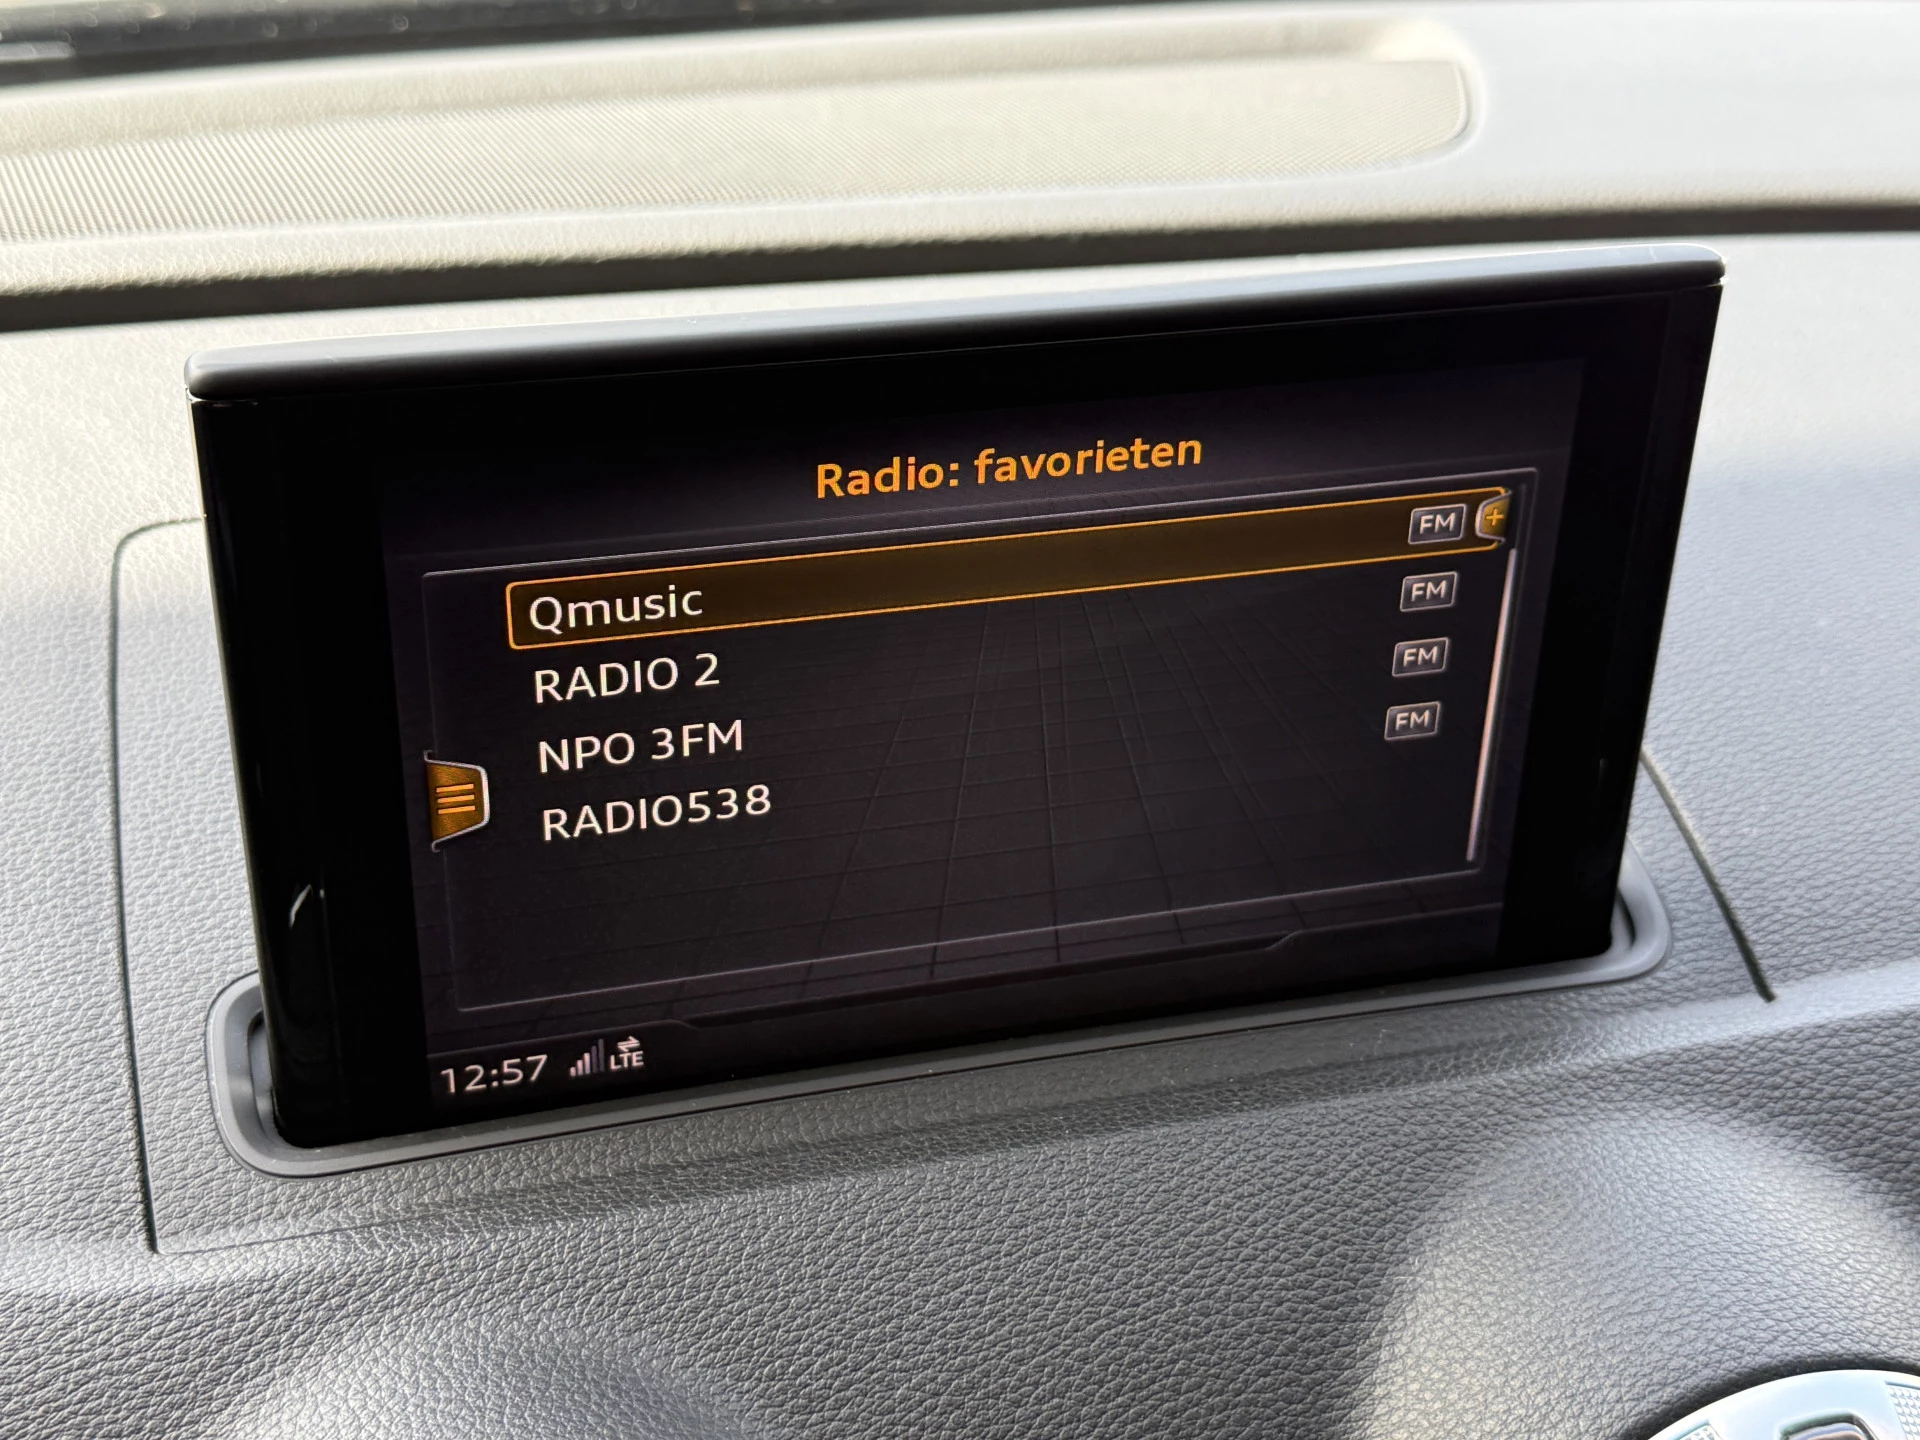 Radio: favorieten
Qmusic FM +
RADIO 2 FM
NPO 3FM FM
RADIO538 FM
12:57 LTE